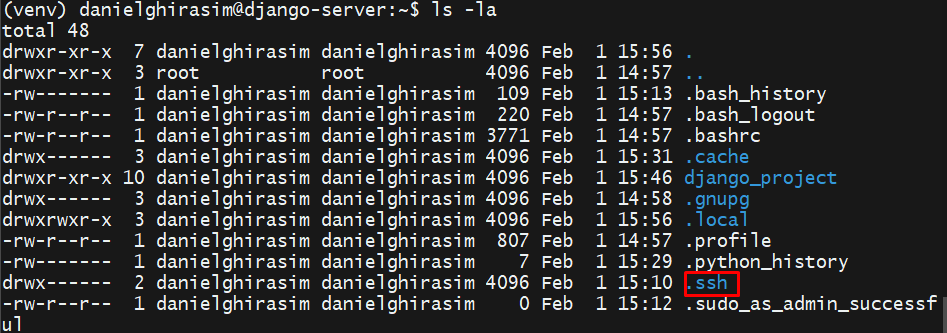 (venv) danielghirasim@django-server:~$ ls -la
total 48
drwxr-xr-x  7 danielghirasim danielghirasim 4096 Feb  1 15:56 .
drwxr-xr-x  3 root           root           4096 Feb  1 14:57 ..
-rw-------  1 danielghirasim danielghirasim  109 Feb  1 15:13 .bash_history
-rw-r--r--  1 danielghirasim danielghirasim  220 Feb  1 14:57 .bash_logout
-rw-r--r--  1 danielghirasim danielghirasim 3771 Feb  1 14:57 .bashrc
drwx------  3 danielghirasim danielghirasim 4096 Feb  1 15:31 .cache
drwxr-xr-x 10 danielghirasim danielghirasim 4096 Feb  1 15:46 django_project
drwx------  3 danielghirasim danielghirasim 4096 Feb  1 14:58 .gnupg
drwxrwxr-x  3 danielghirasim danielghirasim 4096 Feb  1 15:56 .local
-rw-r--r--  1 danielghirasim danielghirasim  807 Feb  1 14:57 .profile
-rw-------  1 danielghirasim danielghirasim    7 Feb  1 15:29 .python_history
drwx------  2 danielghirasim danielghirasim 4096 Feb  1 15:10 .ssh
-rw-r--r--  1 danielghirasim danielghirasim    0 Feb  1 15:12 .sudo_as_admin_successf
ul